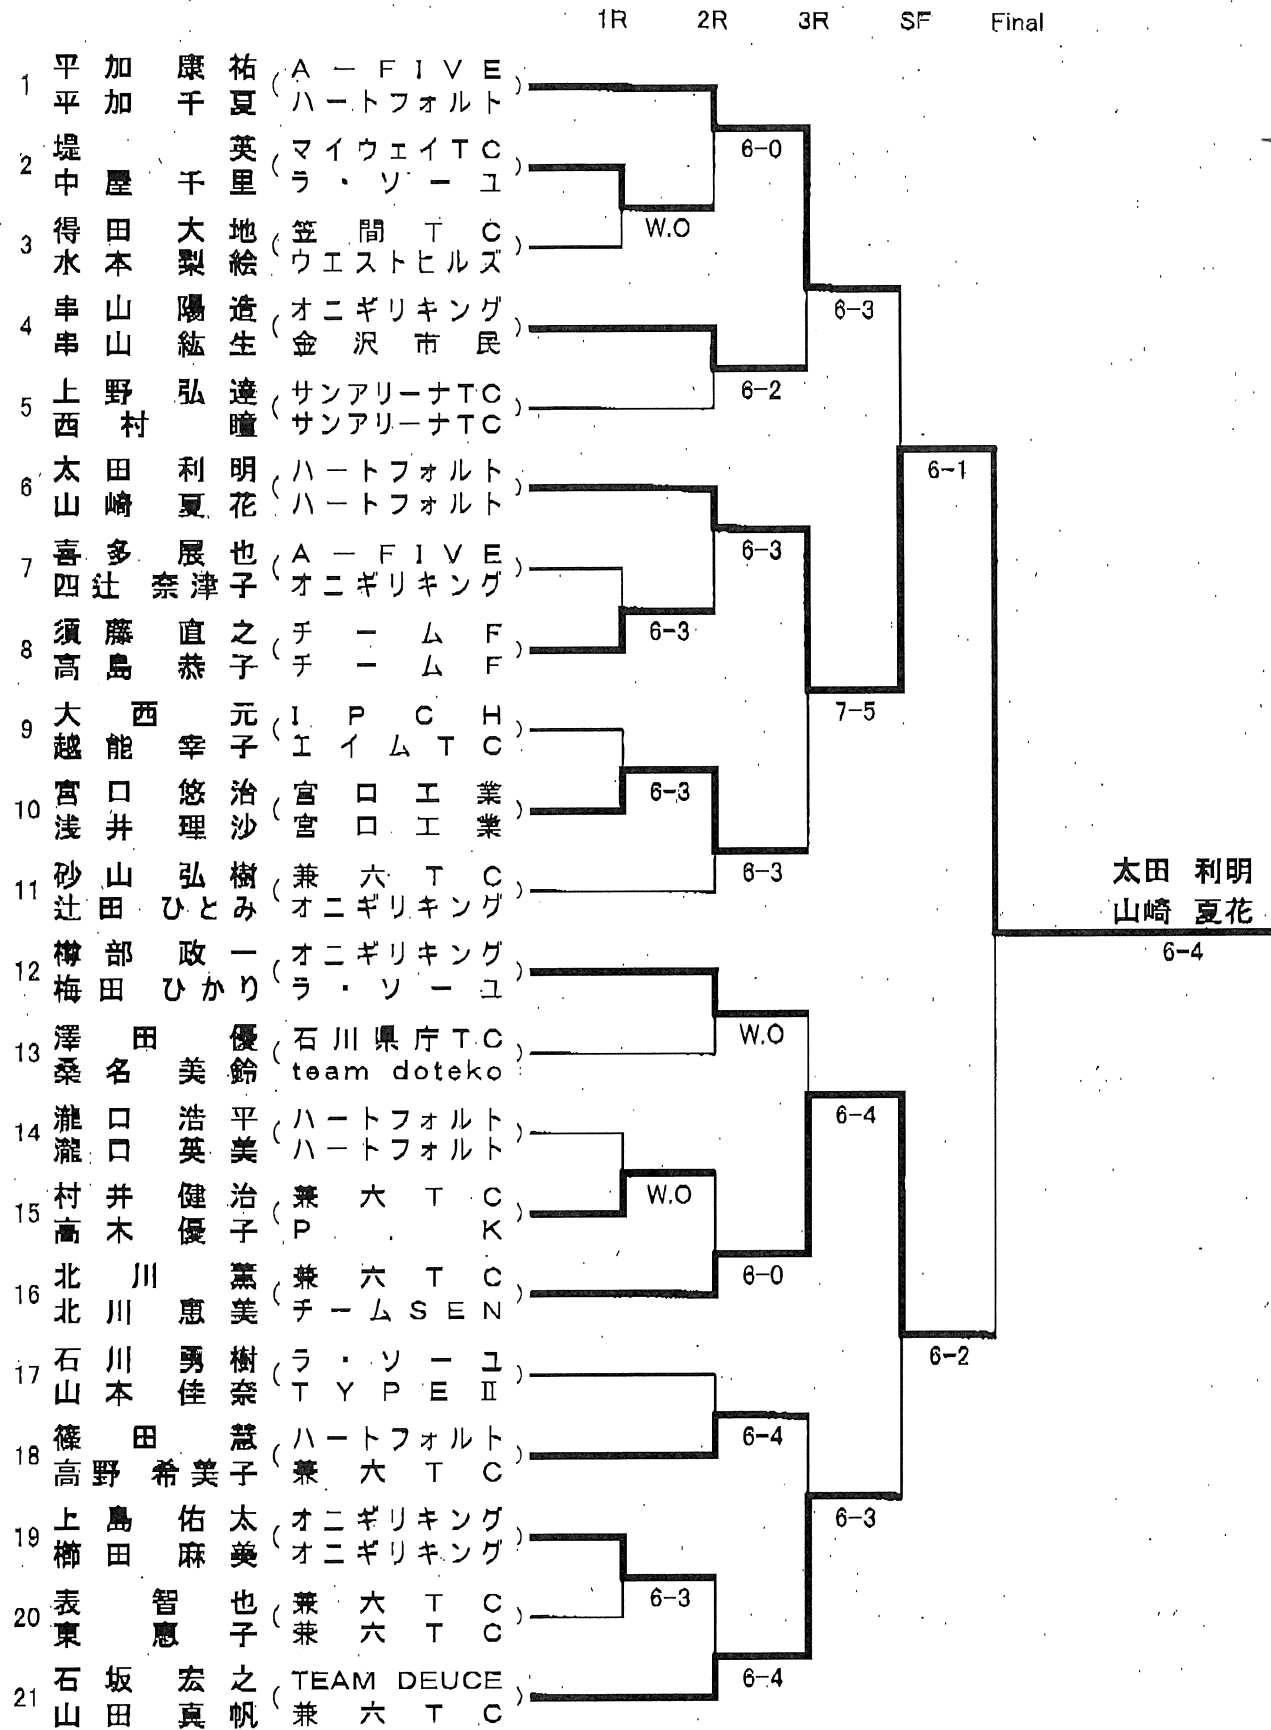 1R 2R 3R SF Final
1 平加 康祐 (A－FIVE)
平加 千夏 ハートフォルト
6-0
堤 英 マイウェイTC
2 ( )
中屋 千里 ラ・ソーユ
3 得田 大地 (笠間TC) W.O
水本 梨絵 ウエストヒルズ
串山 陽造 オニギリキング 6-3
4 ( )
串山 紘生 金沢市民
上野 弘達 サンアリーナTC 6-2
5 ( )
西村 瞳 サンアリーナTC
太田 利明 ハートフォルト 6-1
6 ( )
山崎 夏花 ハートフォルト
喜多 展也 A－FIVE 6-3
7 ( )
四辻 奈津子 オニギリキング
須藤 直之 チームF 6-3
8 ( )
高島 恭子 チームF
大西 元 IPCH 7-5
9 ( )
越能 幸子 エイムTC
宮口 悠治 宮口工業 6-3
10 ( )
浅井 理沙 宮口工業
砂山 弘樹 兼六TC 6-3 太田 利明
11 ( )
辻田 ひとみ オニギリキング 山崎 夏花
樽部 政一 オニギリキング 6-4
12 ( )
梅田 ひかり ラ・ソーユ
澤田 優 石川県庁TC W.O
13 ( )
桑名 美鈴 team doteko
瀧口 浩平 ハートフォルト 6-4
14 ( )
瀧口 英美 ハートフォルト
村井 健治 兼六TC W.O
15 ( )
高木 優子 P.K
北川 薫 兼六TC 6-0
16 ( )
北川 恵美 チームSEN
石川 勇樹 ラ・ソーユ 6-2
17 ( )
山本 佳奈 TYPEⅡ
篠田 慧 ハートフォルト 6-4
18 ( )
高野 希美子 兼六TC
上島 佑太 オニギリキング 6-3
19 ( )
櫛田 麻美 オニギリキング
表 智也 兼六TC 6-3
20 ( )
東 恵子 兼六TC
石坂 宏之 TEAM DEUCE 6-4
21 ( )
山田 真帆 兼六TC